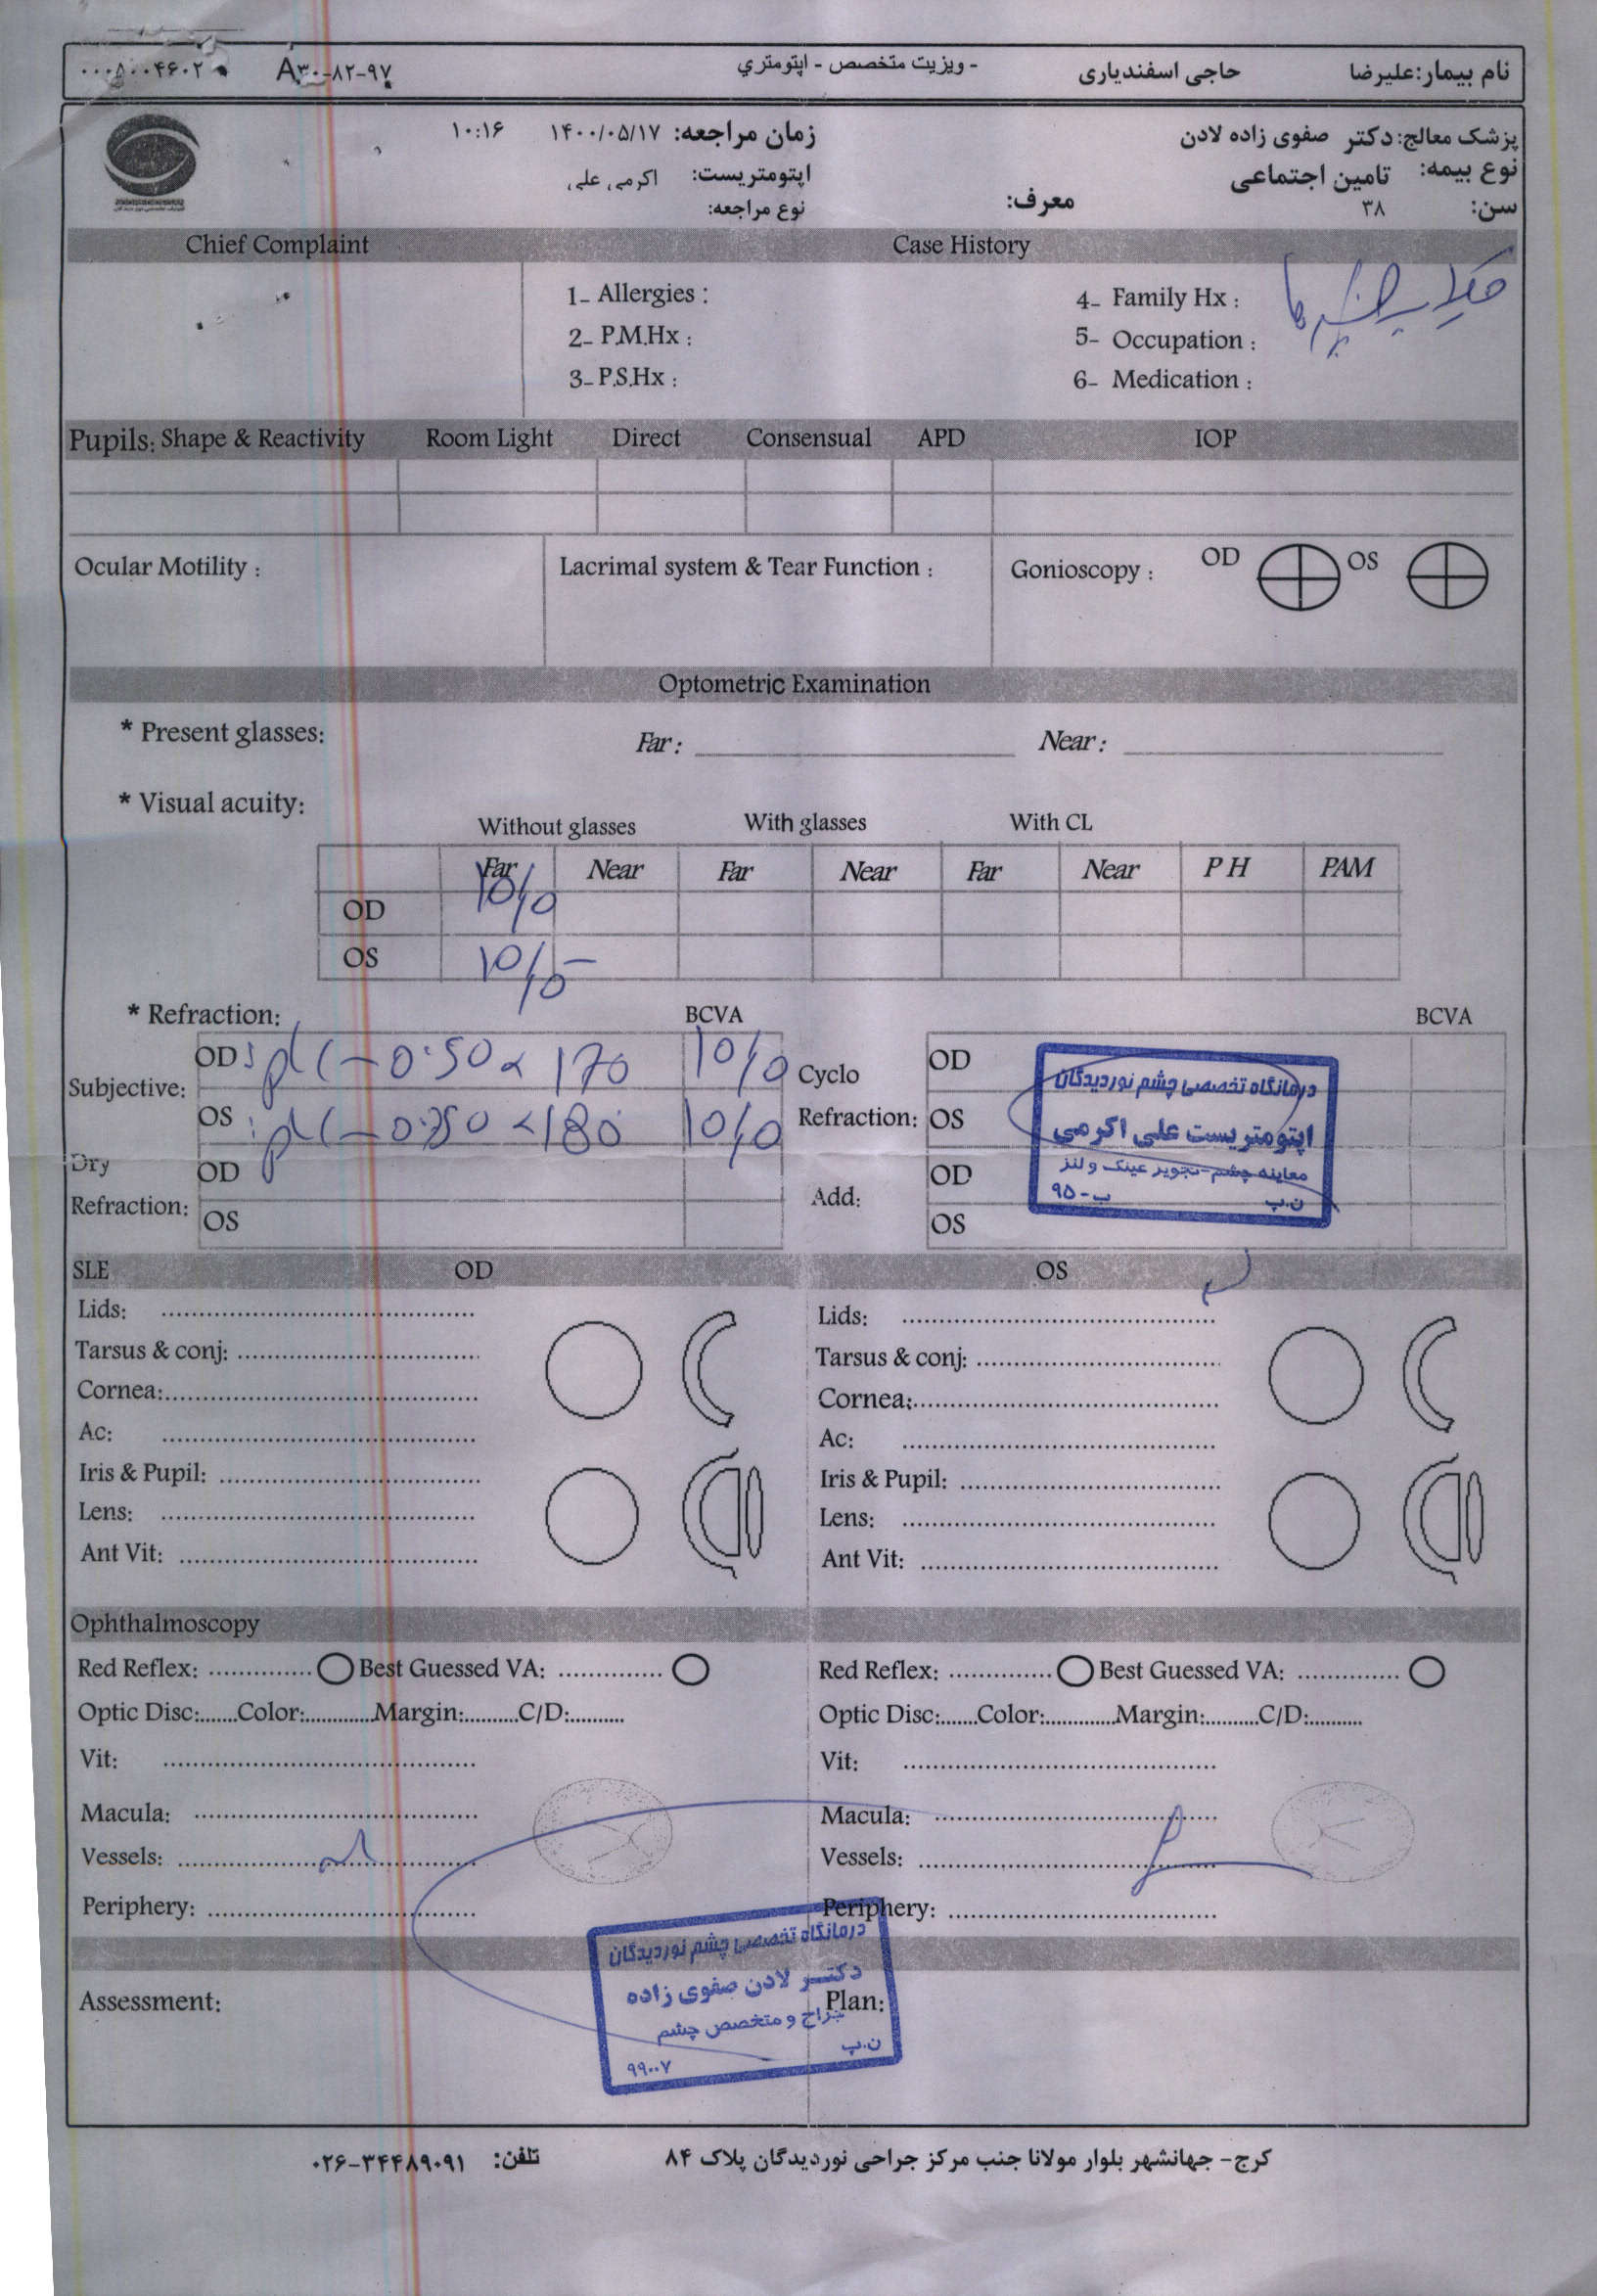 نام بیمار: علیرضا حاجی اسفندیاری - ویزیت متخصص - اپتومتری A۳۰-۸۲-۹۷ ۰۰۰۵۰۰۴۶۰۲
پزشک معالج: دکتر صفوی زاده لادن زمان مراجعه: ۱۴۰۰/۰۵/۱۷ ۱۰:۱۶
نوع بیمه: تامین اجتماعی اپتومتریست: اکرمی علی
سن: ۳۸ معرف: نوع مراجعه:
Chief Complaint Case History
1- Allergies : 4- Family Hx :
2- P.M.Hx : 5- Occupation :
3- P.S.Hx : 6- Medication :
Pupils: Shape & Reactivity Room Light Direct Consensual APD IOP
Ocular Motility : Lacrimal system & Tear Function : Gonioscopy : OD OS
Optometric Examination
* Present glasses: Far : Near :
* Visual acuity:
Without glasses With glasses With CL
Far Near Far Near Far Near P H PAM
OD 10/10
OS 10/10-
* Refraction: BCVA BCVA
Subjective: OD: pl(-0.50 × 170 10/10 Cyclo Refraction: OD
OS: pl(-0.50 × 180 10/10 OS
Dry Refraction: OD Add: OD
OS OS
درمانگاه تخصصی چشم نوردیدگان
اپتومتریست علی اکرمی
معاینه چشم-تجویز عینک و لنز
ن.پ ب-۹۵
SLE OD OS
Lids: Lids:
Tarsus & conj: Tarsus & conj:
Cornea: Cornea:
Ac: Ac:
Iris & Pupil: Iris & Pupil:
Lens: Lens:
Ant Vit: Ant Vit:
Ophthalmoscopy
Red Reflex: Best Guessed VA: Red Reflex: Best Guessed VA:
Optic Disc: Color: Margin: C/D: Optic Disc: Color: Margin: C/D:
Vit: Vit:
Macula: Macula:
Vessels: Vessels:
Periphery: Periphery:
درمانگاه تخصصی چشم نوردیدگان
دکتر لادن صفوی زاده
جراح و متخصص چشم
ن.پ ۹۹۰۰۷
Assessment: Plan:
کرج- جهانشهر بلوار مولانا جنب مرکز جراحی نوردیدگان پلاک ۸۴ تلفن: ۰۲۶-۳۴۴۸۹۰۹۱